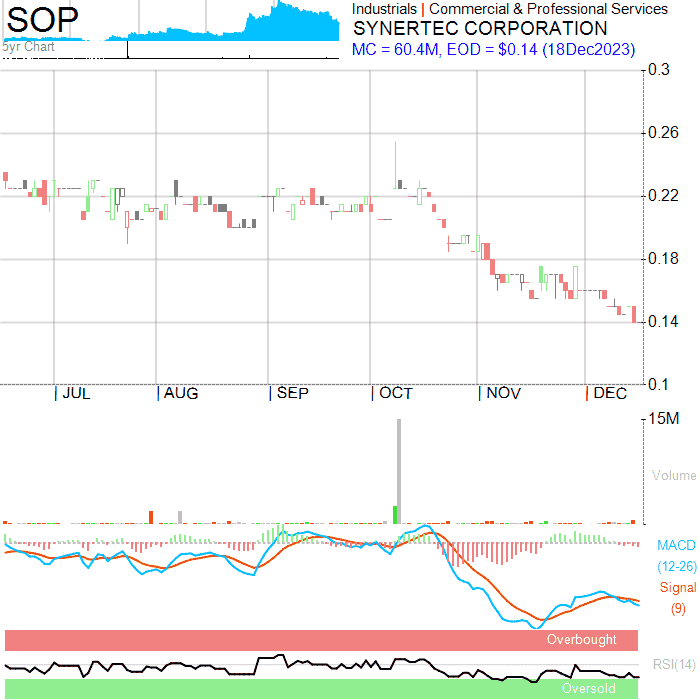 SOP
5yr Chart
Industrials | Commercial & Professional Services
SYNERTEC CORPORATION
MC = 60.4M, EOD = $0.14 (18Dec2023)
0.3
0.26
0.22
0.18
0.14
0.1
JUL AUG SEP OCT NOV DEC
15M
Volume
MACD
(12-26)
Signal
(9)
Overbought
RSI(14)
Oversold